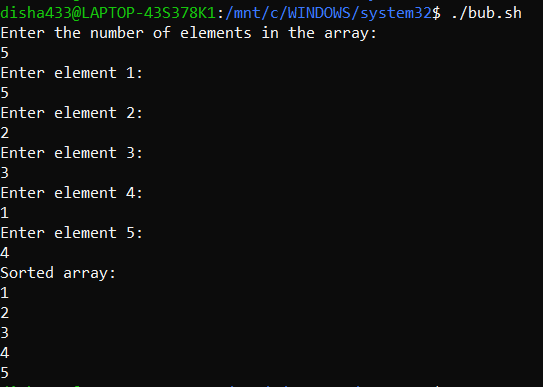 disha433@LAPTOP-43S378K1:/mnt/c/WINDOWS/system32$ ./bub.sh
Enter the number of elements in the array:
5
Enter element 1:
5
Enter element 2:
2
Enter element 3:
3
Enter element 4:
1
Enter element 5:
4
Sorted array:
1
2
3
4
5